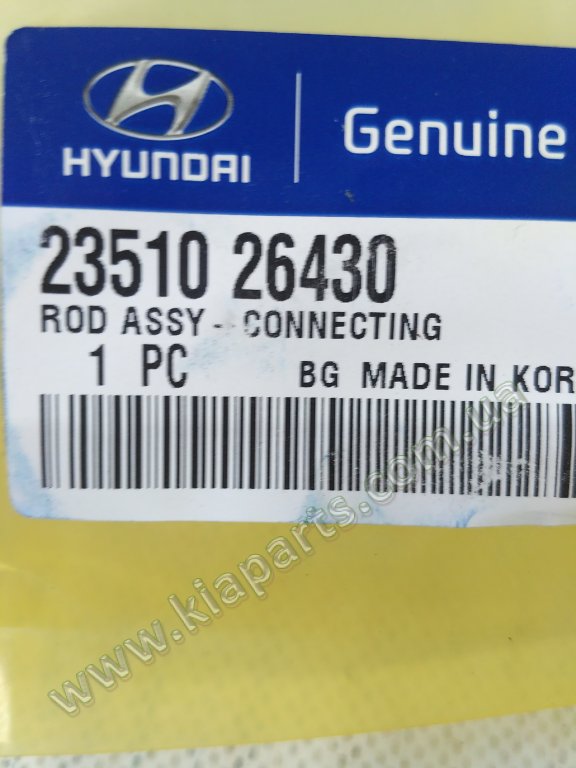 HYUNDAI
Genuine
23510 26430
ROD ASSY - CONNECTING
1 PC BG MADE IN KOR
www.kiaparts.com.ua